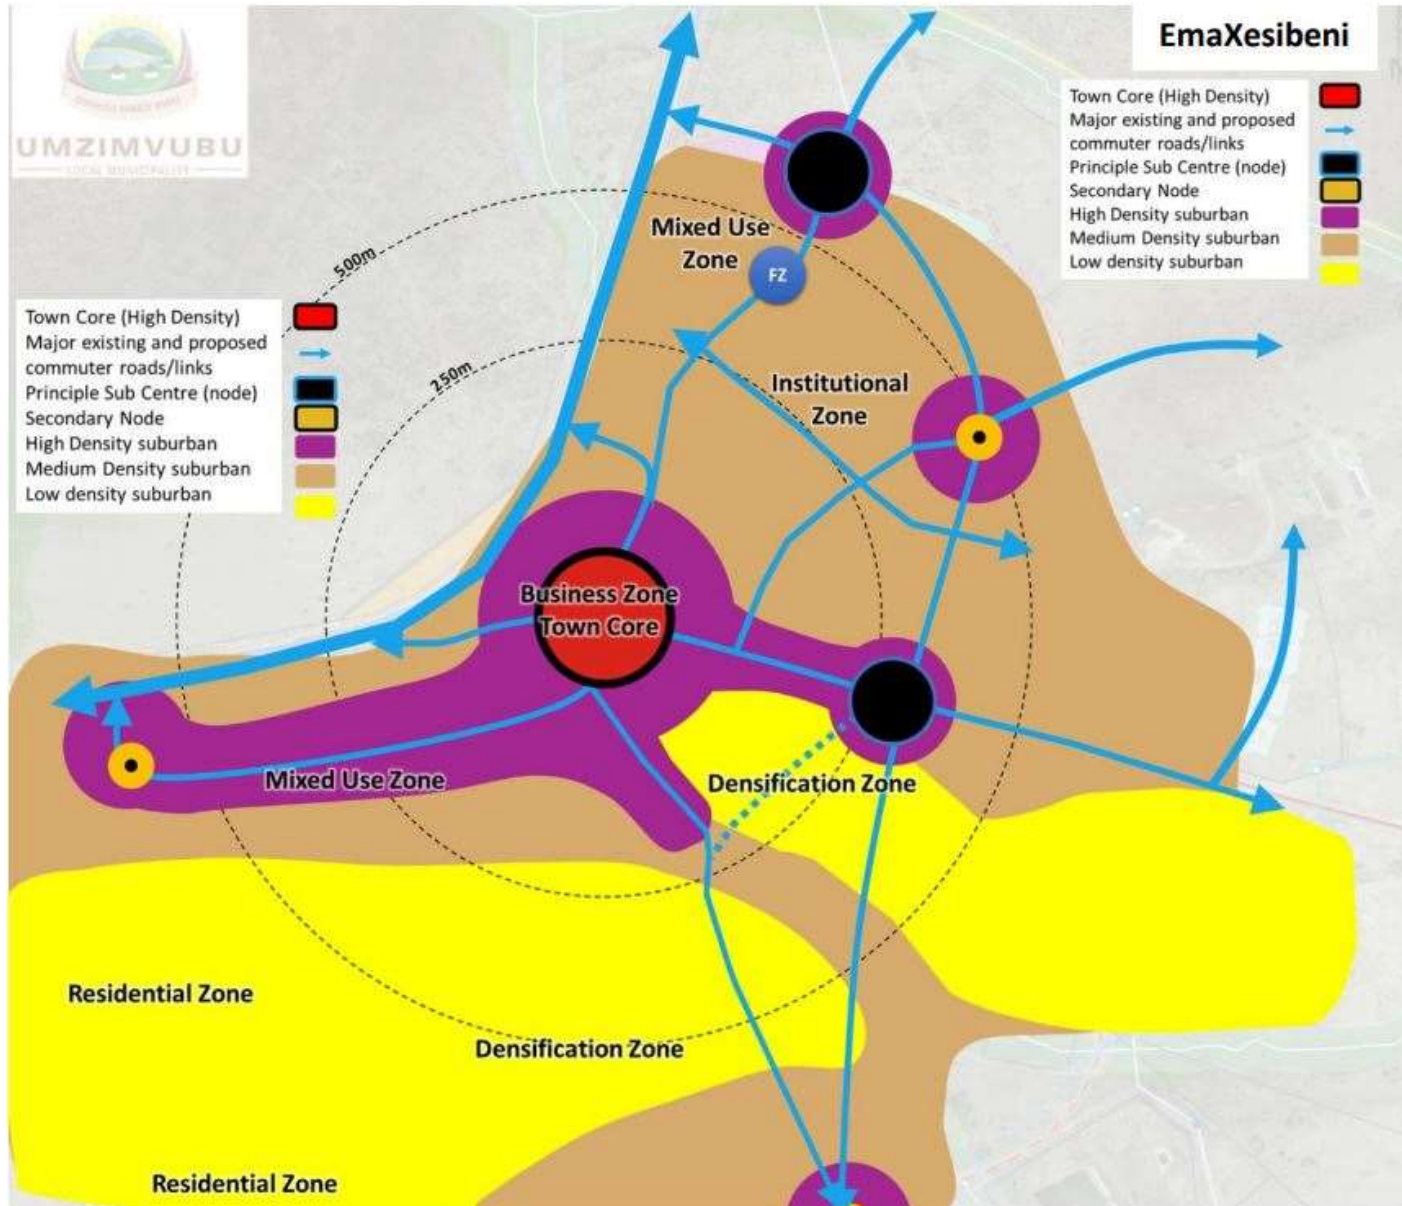 EmaXesibeni
UMZIMVUBU
LOCAL MUNICIPALITY
Town Core (High Density)
Major existing and proposed
commuter roads/links
Principle Sub Centre (node)
Secondary Node
High Density suburban
Medium Density suburban
Low density suburban
Town Core (High Density)
Major existing and proposed
commuter roads/links
Principle Sub Centre (node)
Secondary Node
High Density suburban
Medium Density suburban
Low density suburban
500m
250m
Mixed Use
Zone
FZ
Institutional
Zone
Business Zone
Town Core
Mixed Use Zone
Densification Zone
Residential Zone
Densification Zone
Residential Zone